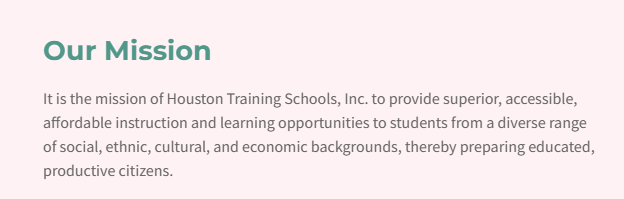 Our Mission
It is the mission of Houston Training Schools, Inc. to provide superior, accessible,
affordable instruction and learning opportunities to students from a diverse range
of social, ethnic, cultural, and economic backgrounds, thereby preparing educated,
productive citizens.